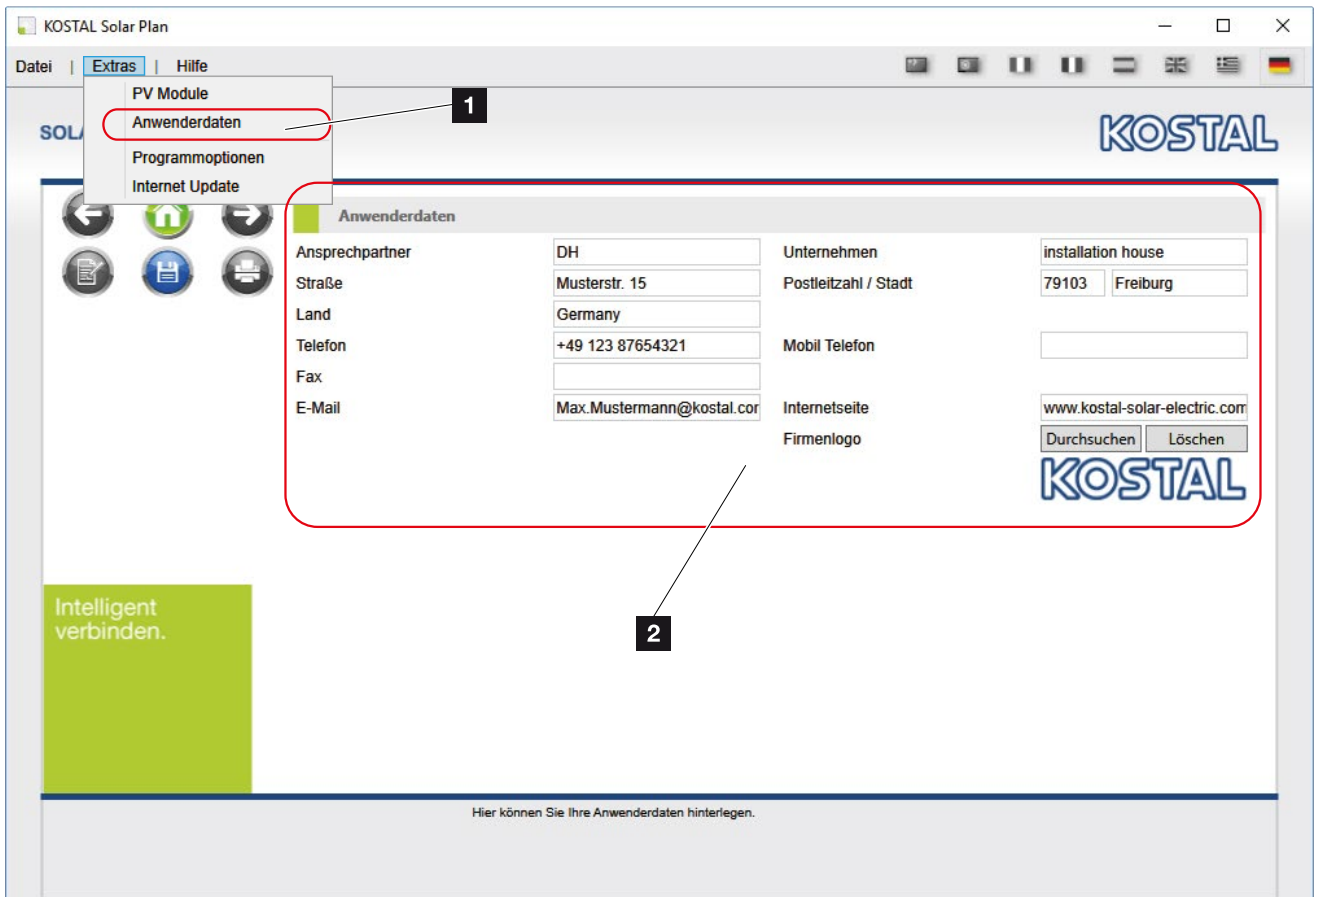 KOSTAL Solar Plan
Datei | Extras | Hilfe
PV Module
1
Anwenderdaten
KOSTAL
Programmoptionen
Internet Update
Anwenderdaten
Ansprechpartner DH Unternehmen installation house
Straße Musterstr. 15 Postleitzahl / Stadt 79103 Freiburg
Land Germany
Telefon +49 123 87654321 Mobil Telefon
Fax
E-Mail Max.Mustermann@kostal.cor Internetseite www.kostal-solar-electric.com
Firmenlogo Durchsuchen Löschen
KOSTAL
Intelligent
verbinden.
2
Hier können Sie Ihre Anwenderdaten hinterlegen.